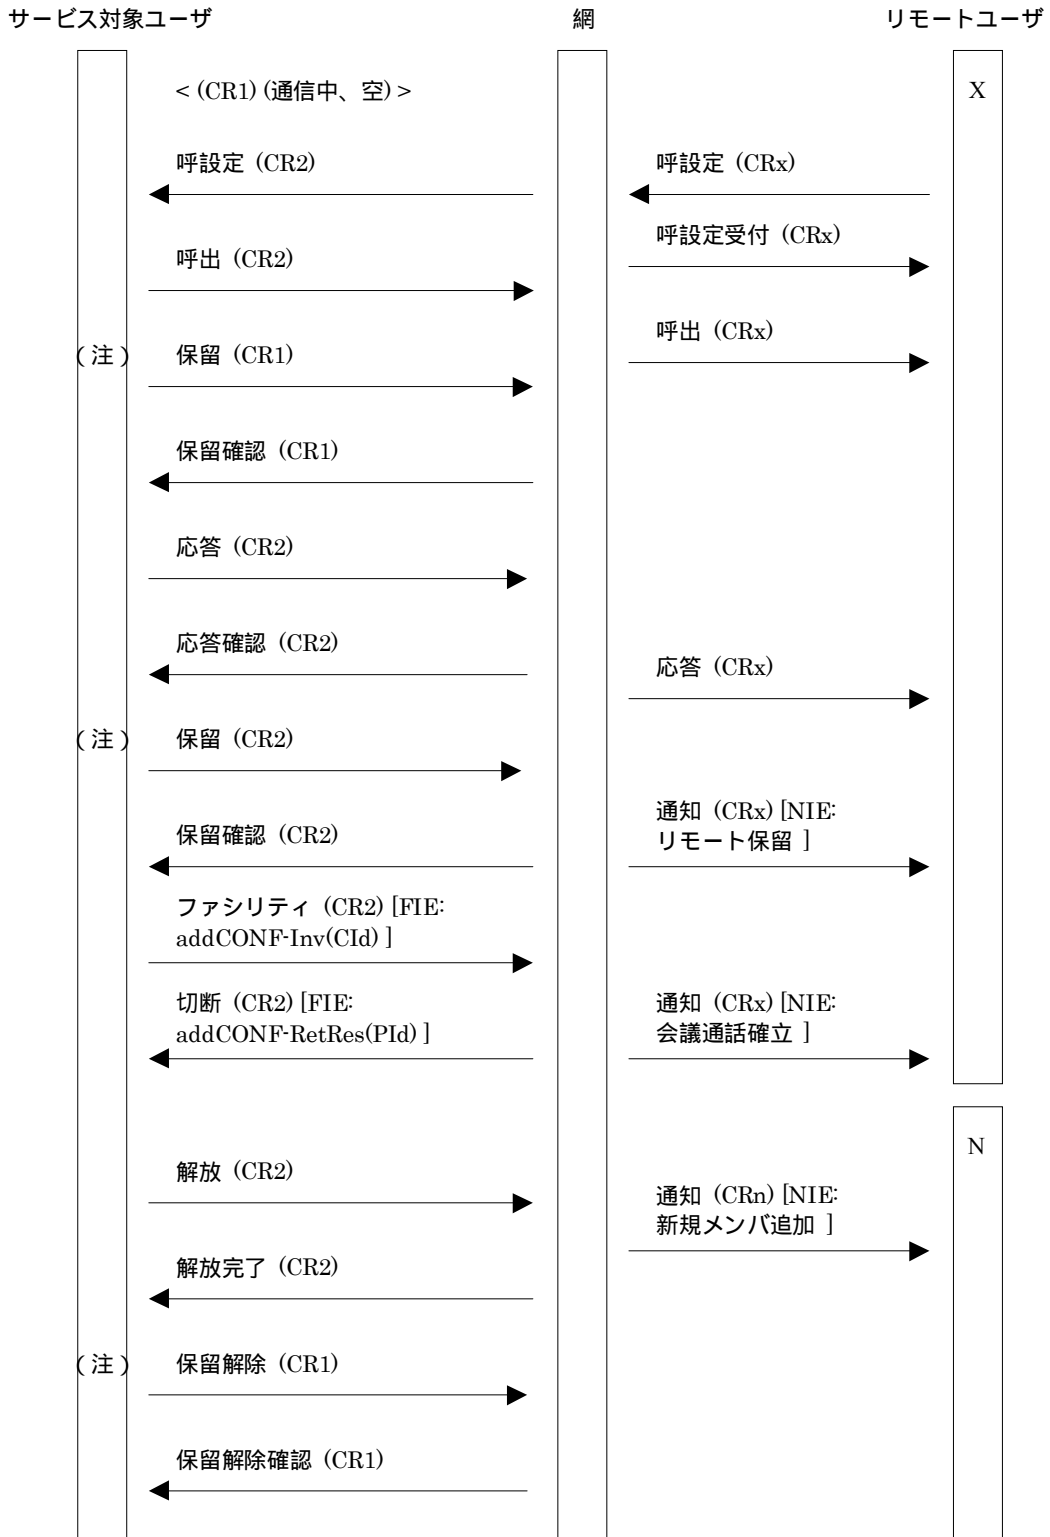 サービス対象ユーザ 網 リモートユーザ
< (CR1) (通信中、空) > X
呼設定 (CR2) 呼設定 (CRx)
呼設定受付 (CRx)
呼出 (CR2)
呼出 (CRx)
(注) 保留 (CR1)
保留確認 (CR1)
応答 (CR2)
応答確認 (CR2)
応答 (CRx)
(注) 保留 (CR2)
通知 (CRx) [NIE:
リモート保留 ]
保留確認 (CR2)
ファシリティ (CR2) [FIE:
addCONF-Inv(CId) ]
切断 (CR2) [FIE:
addCONF-RetRes(PId) ]
通知 (CRx) [NIE:
会議通話確立 ]
N
解放 (CR2)
通知 (CRn) [NIE:
新規メンバ追加 ]
解放完了 (CR2)
(注) 保留解除 (CR1)
保留解除確認 (CR1)